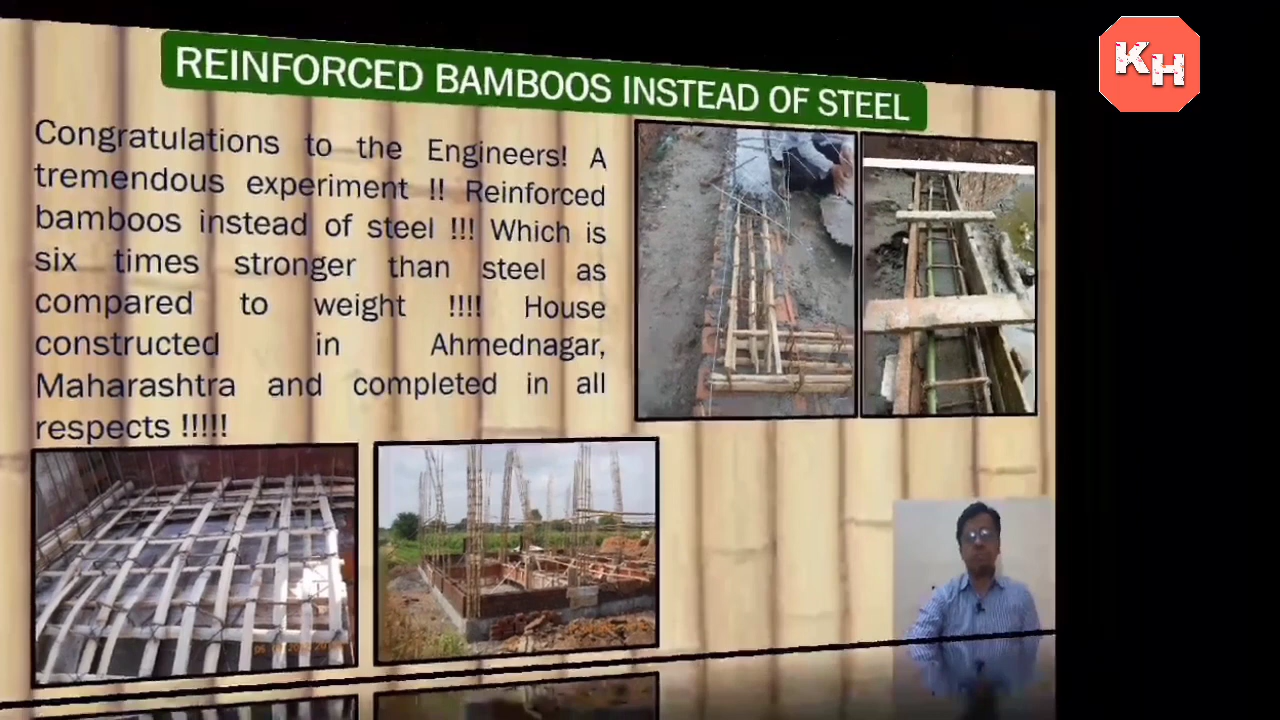 KH
REINFORCED BAMBOOS INSTEAD OF STEEL
Congratulations to the Engineers! A
tremendous experiment !! Reinforced
bamboos instead of steel !!! Which is
six times stronger than steel as
compared to weight !!!! House
constructed in Ahmednagar,
Maharashtra and completed in all
respects !!!!!